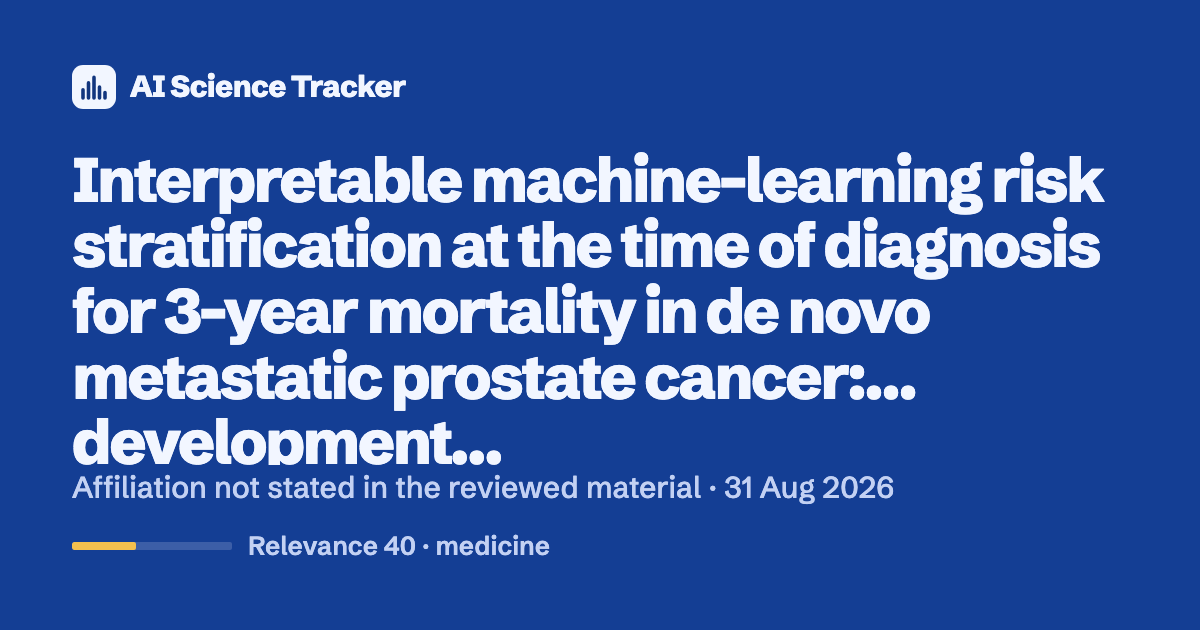 AI Science Tracker
Interpretable machine-learning risk
stratification at the time of diagnosis
for 3-year mortality in de novo
metastatic prostate cancer:...
development...
Affiliation not stated in the reviewed material · 31 Aug 2026
Relevance 40 · medicine